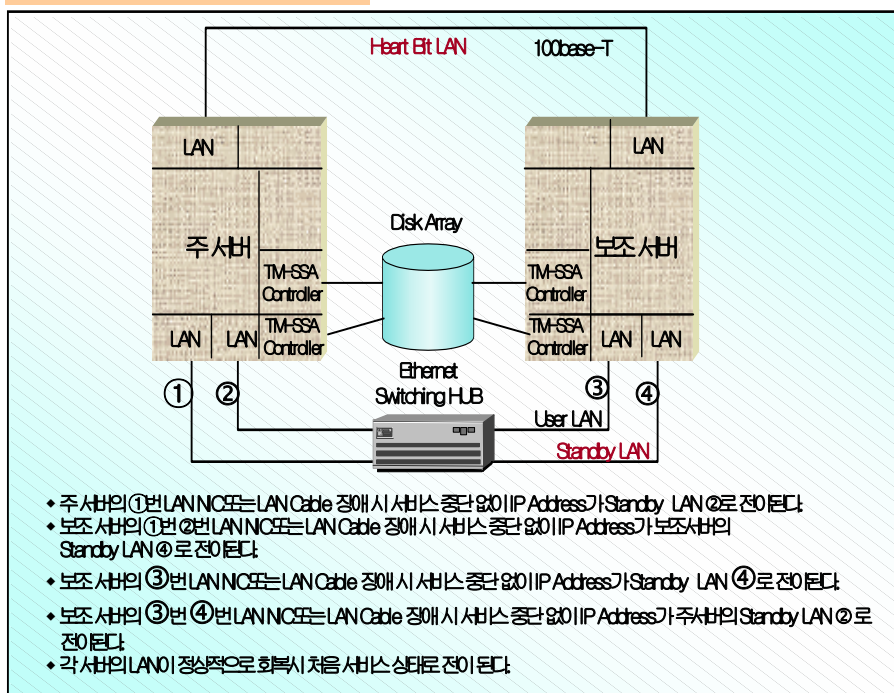 Heart Bit LAN 100base-T
LAN
LAN
Disk Array
주 서버
보조 서버
TM-SSA
Controller
TM-SSA
Controller
LAN LAN
TM-SSA
Controller
TM-SSA
Controller
LAN LAN
① ②
Ethernet
Switching HUB
③ ④
User LAN
Standby LAN
◆ 주 서버의 ①번 LAN NIC또는 LAN Cable 장애 시 서비스 중단 없이 IP Address가 Standby LAN ②로 전이된다.
◆ 보조 서버의 ①번 ②번 LAN NIC또는 LAN Cable 장애 시 서비스 중단 없이 IP Address가 보조서버의
Standby LAN ④ 로 전이된다.
◆ 보조 서버의 ③번 LAN NIC또는 LAN Cable 장애 시 서비스 중단 없이 IP Address가 Standby LAN ④로 전이된다.
◆ 보조 서버의 ③번 ④번 LAN NIC또는 LAN Cable 장애 시 서비스 중단 없이 IP Address가 주서버의 Standby LAN ② 로
전이된다.
◆ 각 서버의 LAN이 정상적으로 회복시 처음 서비스 상태로 전이 된다.